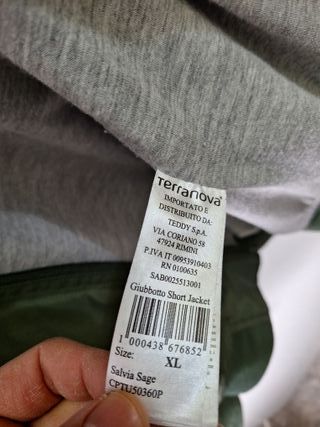 Terranova
IMPORTATO E
DISTRIBUITO DA:
TEDDY S.p.A.
VIA CORIANO 58
47924 RIMINI
P.IVA IT 00953910403
RN 0100635
SAB0025513001
Giubbotto Short Jacket
1 000438 676852
Size: XL
Salvia Sage
CPTU50360P